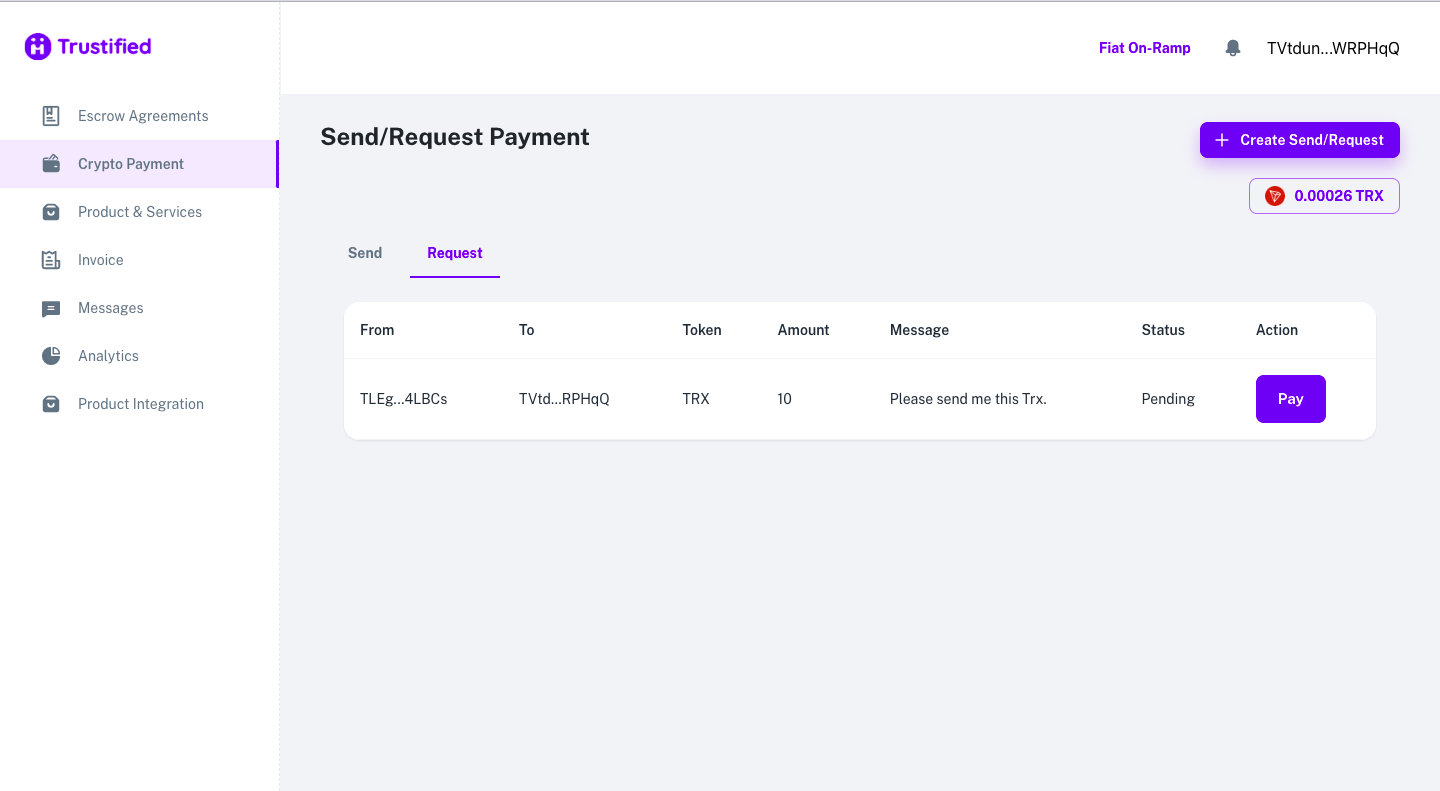 Trustified
Fiat On-Ramp
TVtdun...WRPHqQ
Escrow Agreements
Crypto Payment
Product & Services
Invoice
Messages
Analytics
Product Integration
Send/Request Payment
Create Send/Request
0.00026 TRX
Send Request
From To Token Amount Message Status Action
TLEg...4LBCs TVtd...RPHqQ TRX 10 Please send me this Trx. Pending Pay